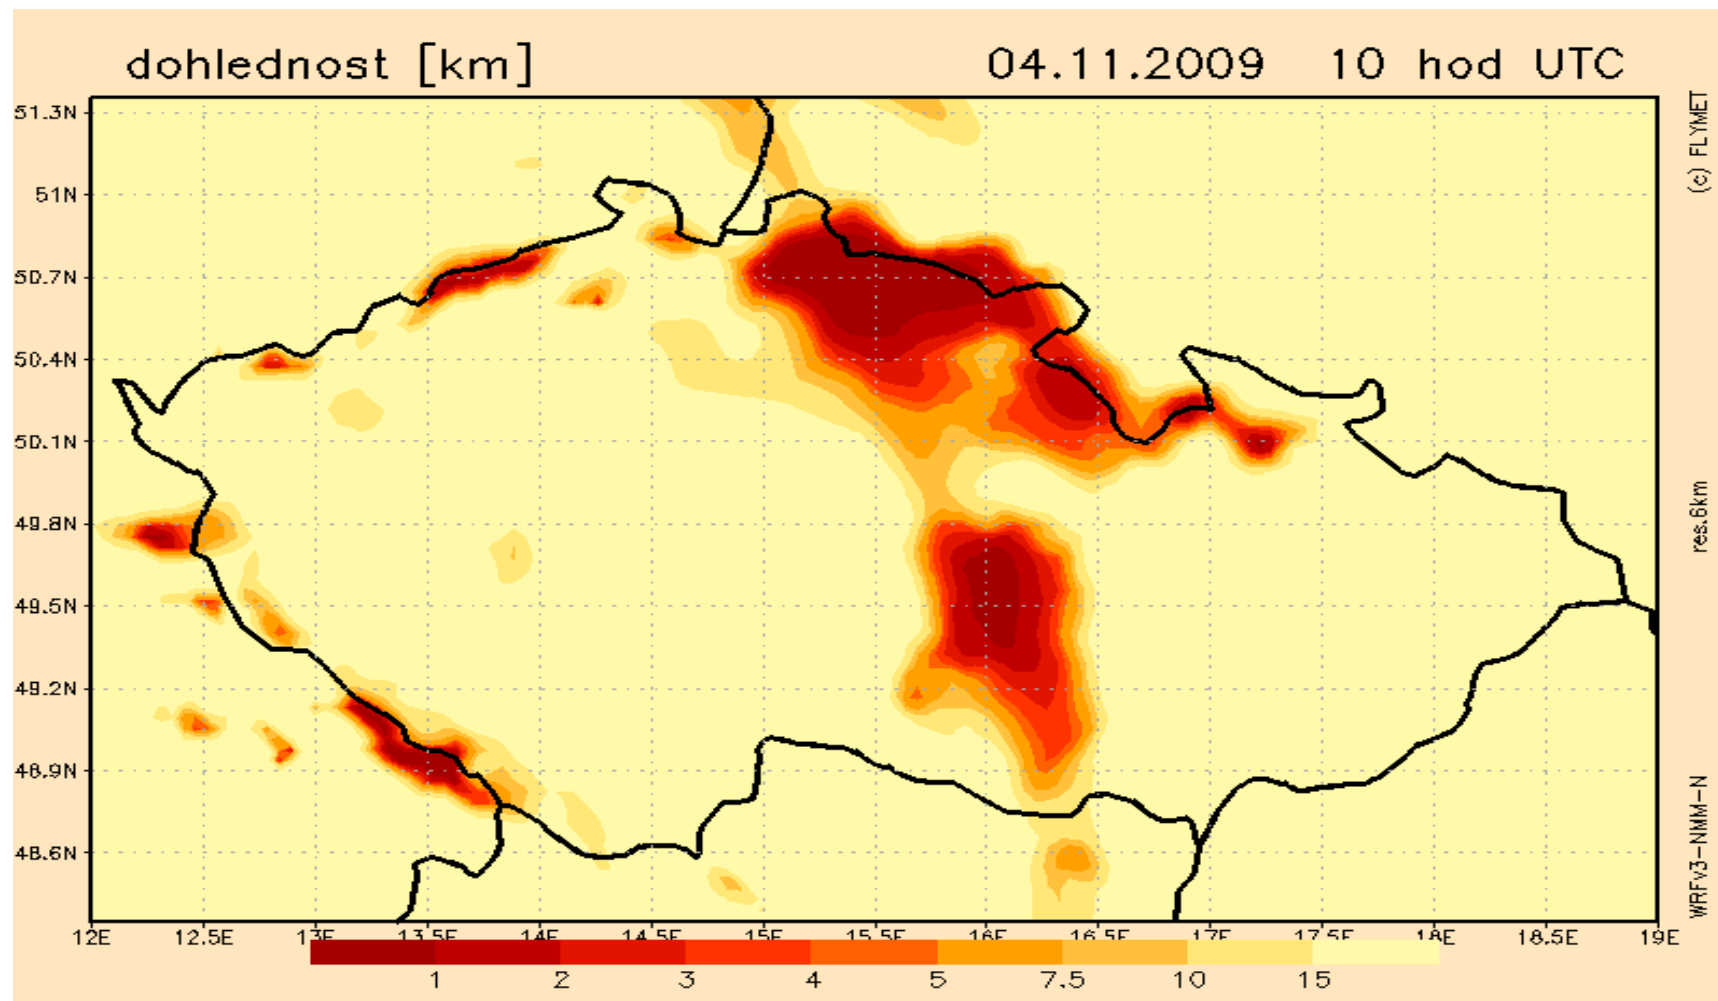 dohlednost [km]
04.11.2009 10 hod UTC
(c) FLYMET
51.3N
51N
50.7N
50.4N
50.1N
49.8N
res.6km
49.5N
49.2N
48.9N
WRFv3-NMM-N
48.6N
12E 12.5E 13E 13.5E 14E 14.5E 15E 15.5E 16E 16.5E 17E 17.5E 18E 18.5E 19E
1 2 3 4 5 7.5 10 15